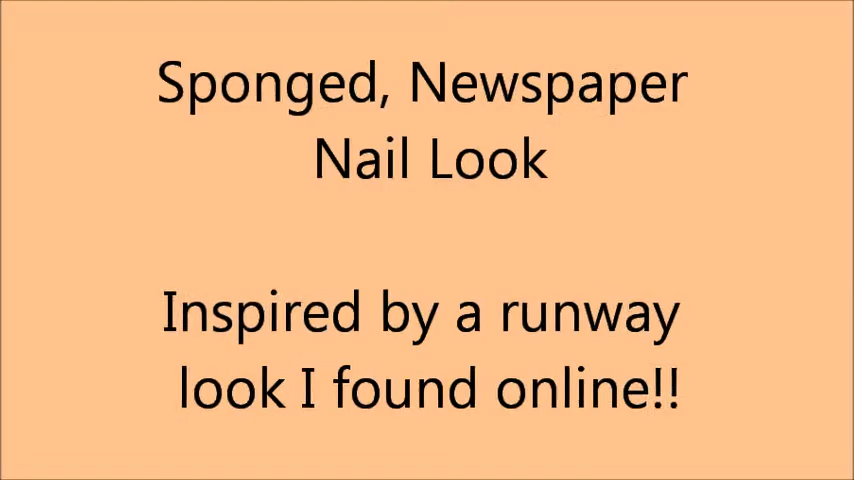 Sponged, Newspaper
Nail Look
Inspired by a runway
look I found online!!